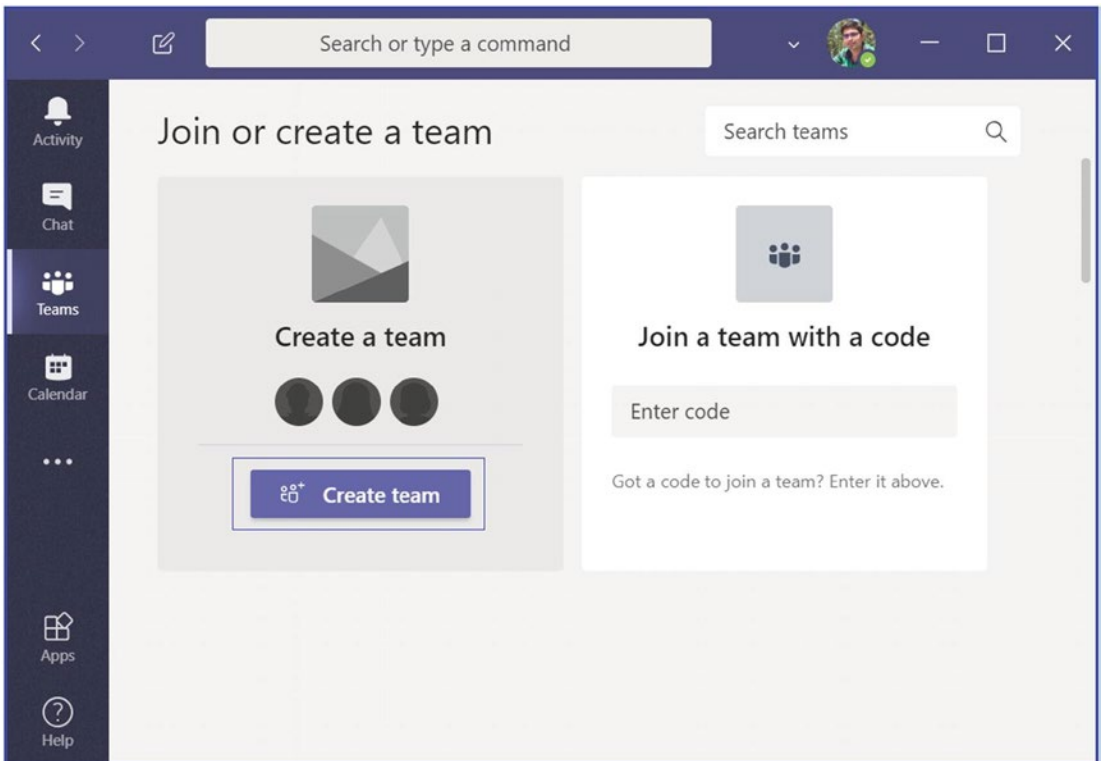 Search or type a command
Activity
Chat
Teams
Calendar
Apps
Help
Join or create a team
Search teams
Create a team
Create team
Join a team with a code
Enter code
Got a code to join a team? Enter it above.